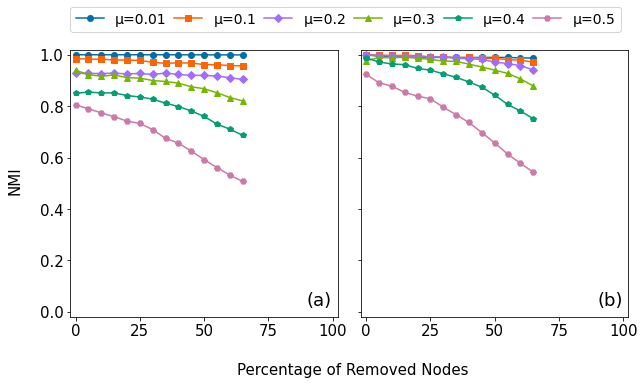 μ=0.01 μ=0.1 μ=0.2 μ=0.3 μ=0.4 μ=0.5
1.0
0.8
0.6
0.4
0.2
0.0
NMI
(a) (b)
0 25 50 75 100 0 25 50 75 100
Percentage of Removed Nodes